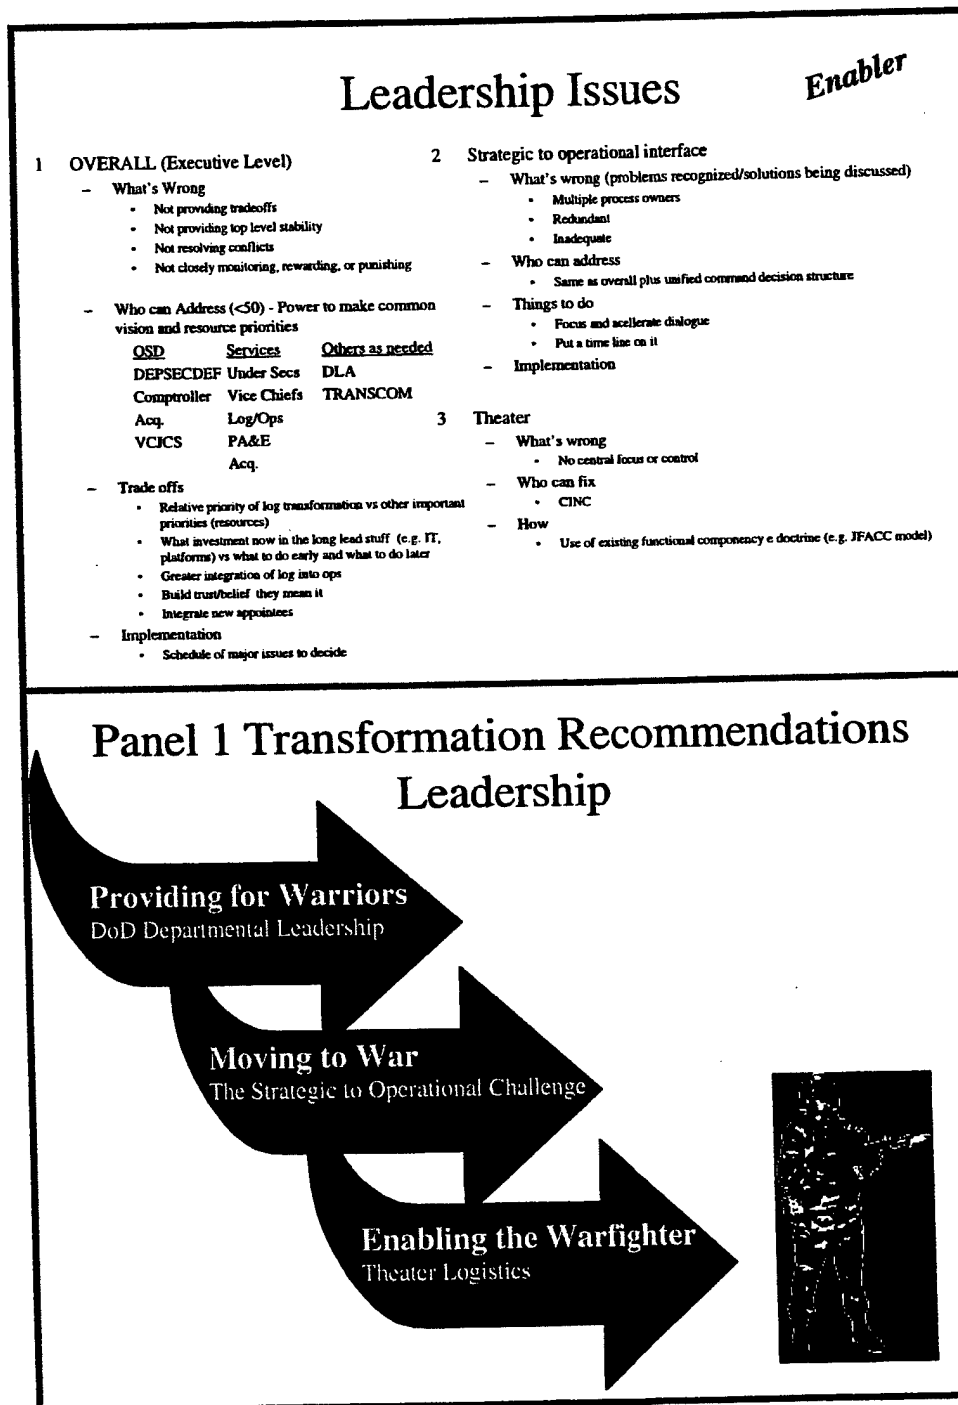 Leadership Issues
Enabler
1 OVERALL (Executive Level)
– What's Wrong
• Not providing tradeoffs
• Not providing top level stability
• Not resolving conflicts
• Not closely monitoring, rewarding, or punishing
– Who can Address (<50) - Power to make common
vision and resource priorities
OSD Services Others as needed
DEPSECDEF Under Secs DLA
Comptroller Vice Chiefs TRANSCOM
Acq. Log/Ops
VCJCS PA&E
Acq.
– Trade offs
• Relative priority of log transformation vs other important
priorities (resources)
• What investment now in the long lead stuff (e.g. IT,
platforms) vs what to do early and what to do later
• Greater integration of log into ops
• Build trust/belief they mean it
• Integrate new appointees
– Implementation
• Schedule of major issues to decide
2 Strategic to operational interface
– What's wrong (problems recognized/solutions being discussed)
• Multiple process owners
• Redundant
• Inadequate
– Who can address
• Same as overall plus unified command decision structure
– Things to do
• Focus and acellerate dialogue
• Put a time line on it
– Implementation
3 Theater
– What's wrong
• No central focus or control
– Who can fix
• CINC
– How
• Use of existing functional componency e doctrine (e.g. JFACC model)
Panel 1 Transformation Recommendations
Leadership
Providing for Warriors
DoD Departmental Leadership
Moving to War
The Strategic to Operational Challenge
Enabling the Warfighter
Theater Logistics